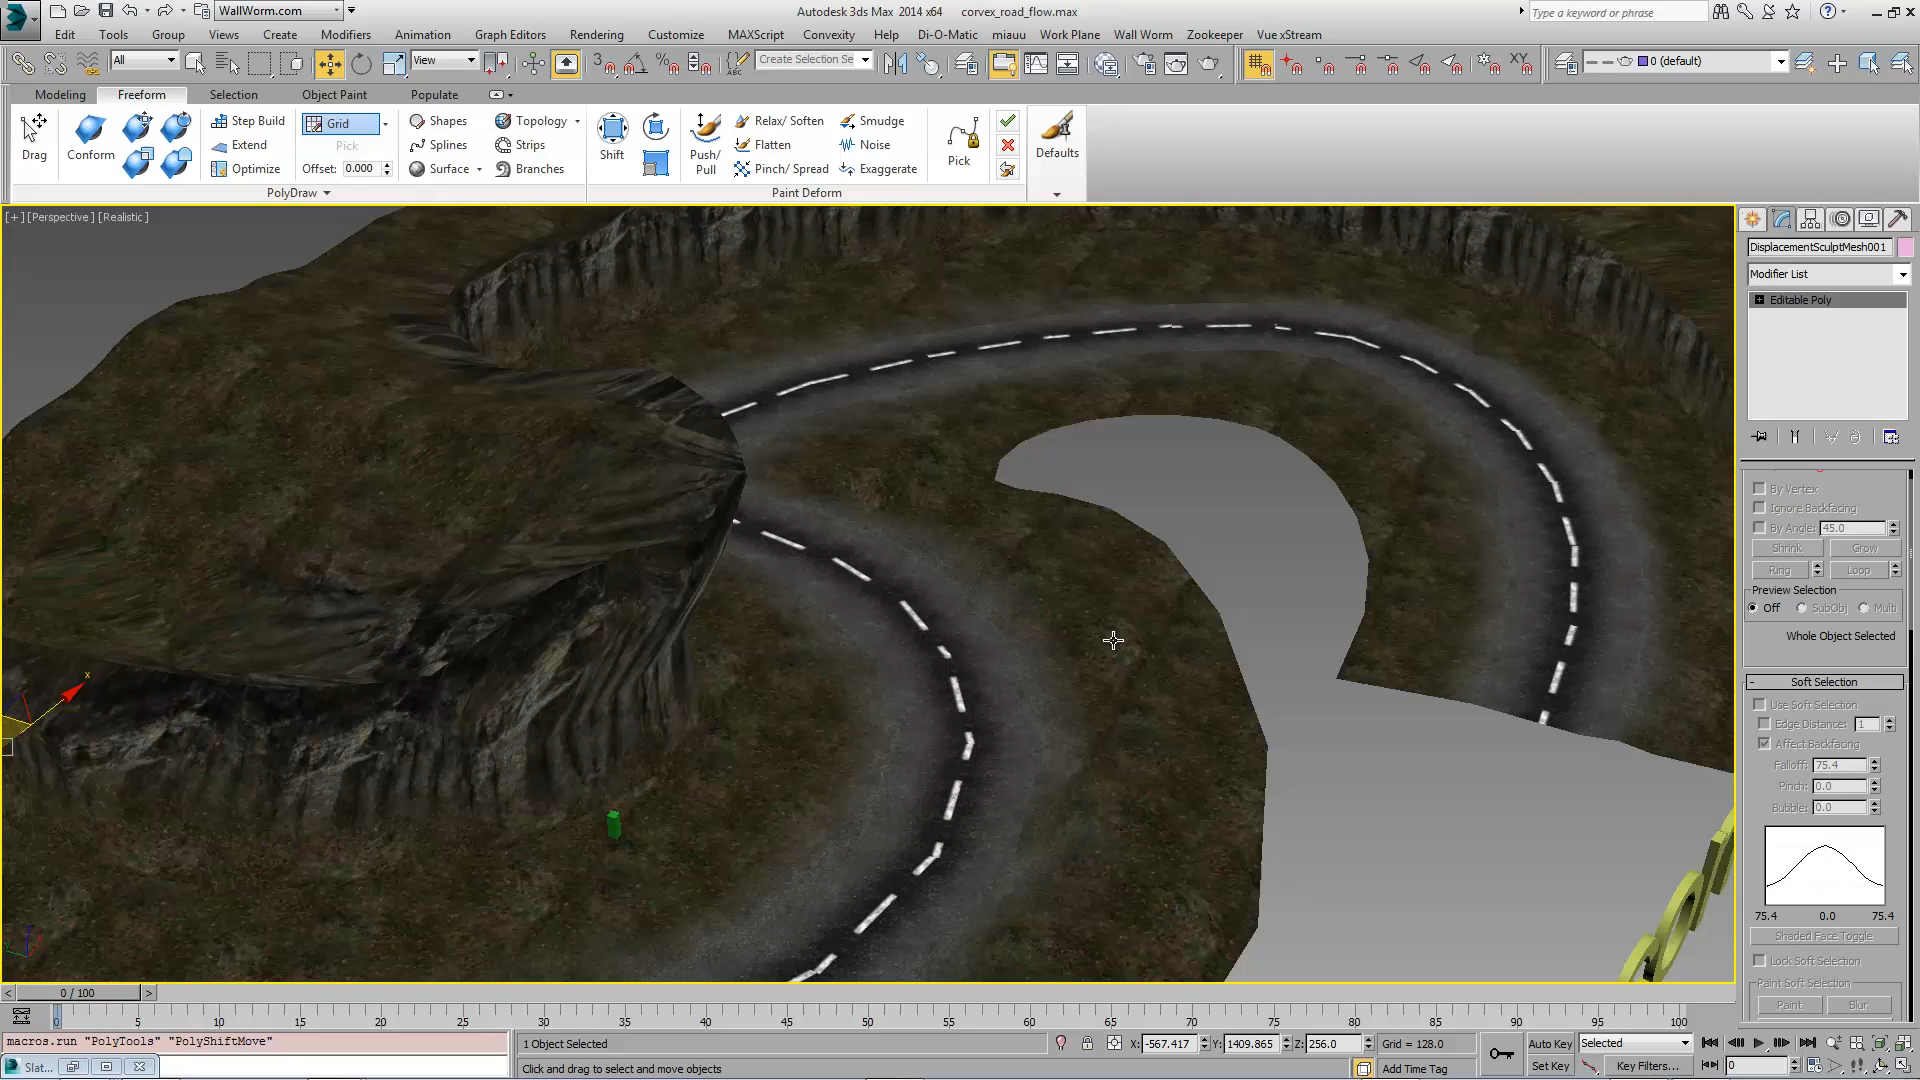 WallWorm.com
Autodesk 3ds Max 2014 x64 corvex_road_flow.max
Type a keyword or phrase
Edit Tools Group Views Create Modifiers Animation Graph Editors Rendering Customize MAXScript Convexity Help Di-O-Matic miauu Work Plane Wall Worm Zookeeper Vue xStream
All View 3 Create Selection Se XY 0 (default)
Modeling Freeform Selection Object Paint Populate
Drag Conform Step Build Extend Optimize Grid Pick Offset: 0.000 Shapes Splines Surface Topology Strips Branches
Shift Push/ Pull Relax/ Soften Flatten Pinch/ Spread Smudge Noise Exaggerate Pick Defaults
PolyDraw Paint Deform
[+] [Perspective] [Realistic]
DisplacementSculptMesh001
Modifier List
Editable Poly
By Vertex
Ignore Backfacing
By Angle: 45.0
Shrink Grow
Ring Loop
Preview Selection
Off SubObj Multi
Whole Object Selected
- Soft Selection
Use Soft Selection
Edge Distance: 1
Affect Backfacing
Falloff: 75.4
Pinch: 0.0
Bubble: 0.0
75.4 0.0 75.4
Shaded Face Toggle
Lock Soft Selection
Paint Soft Selection
Paint Blur
x
< 0 / 100 >
0 5 10 15 20 25 30 35 40 45 50 55 60 65 70 75 80 85 90 95 100
macros.run "PolyTools" "PolyShiftMove"
1 Object Selected X: -567.417 Y: 1409.865 Z: 256.0 Grid = 128.0 Auto Key Selected
Slat... Click and drag to select and move objects Add Time Tag Set Key Key Filters... 0